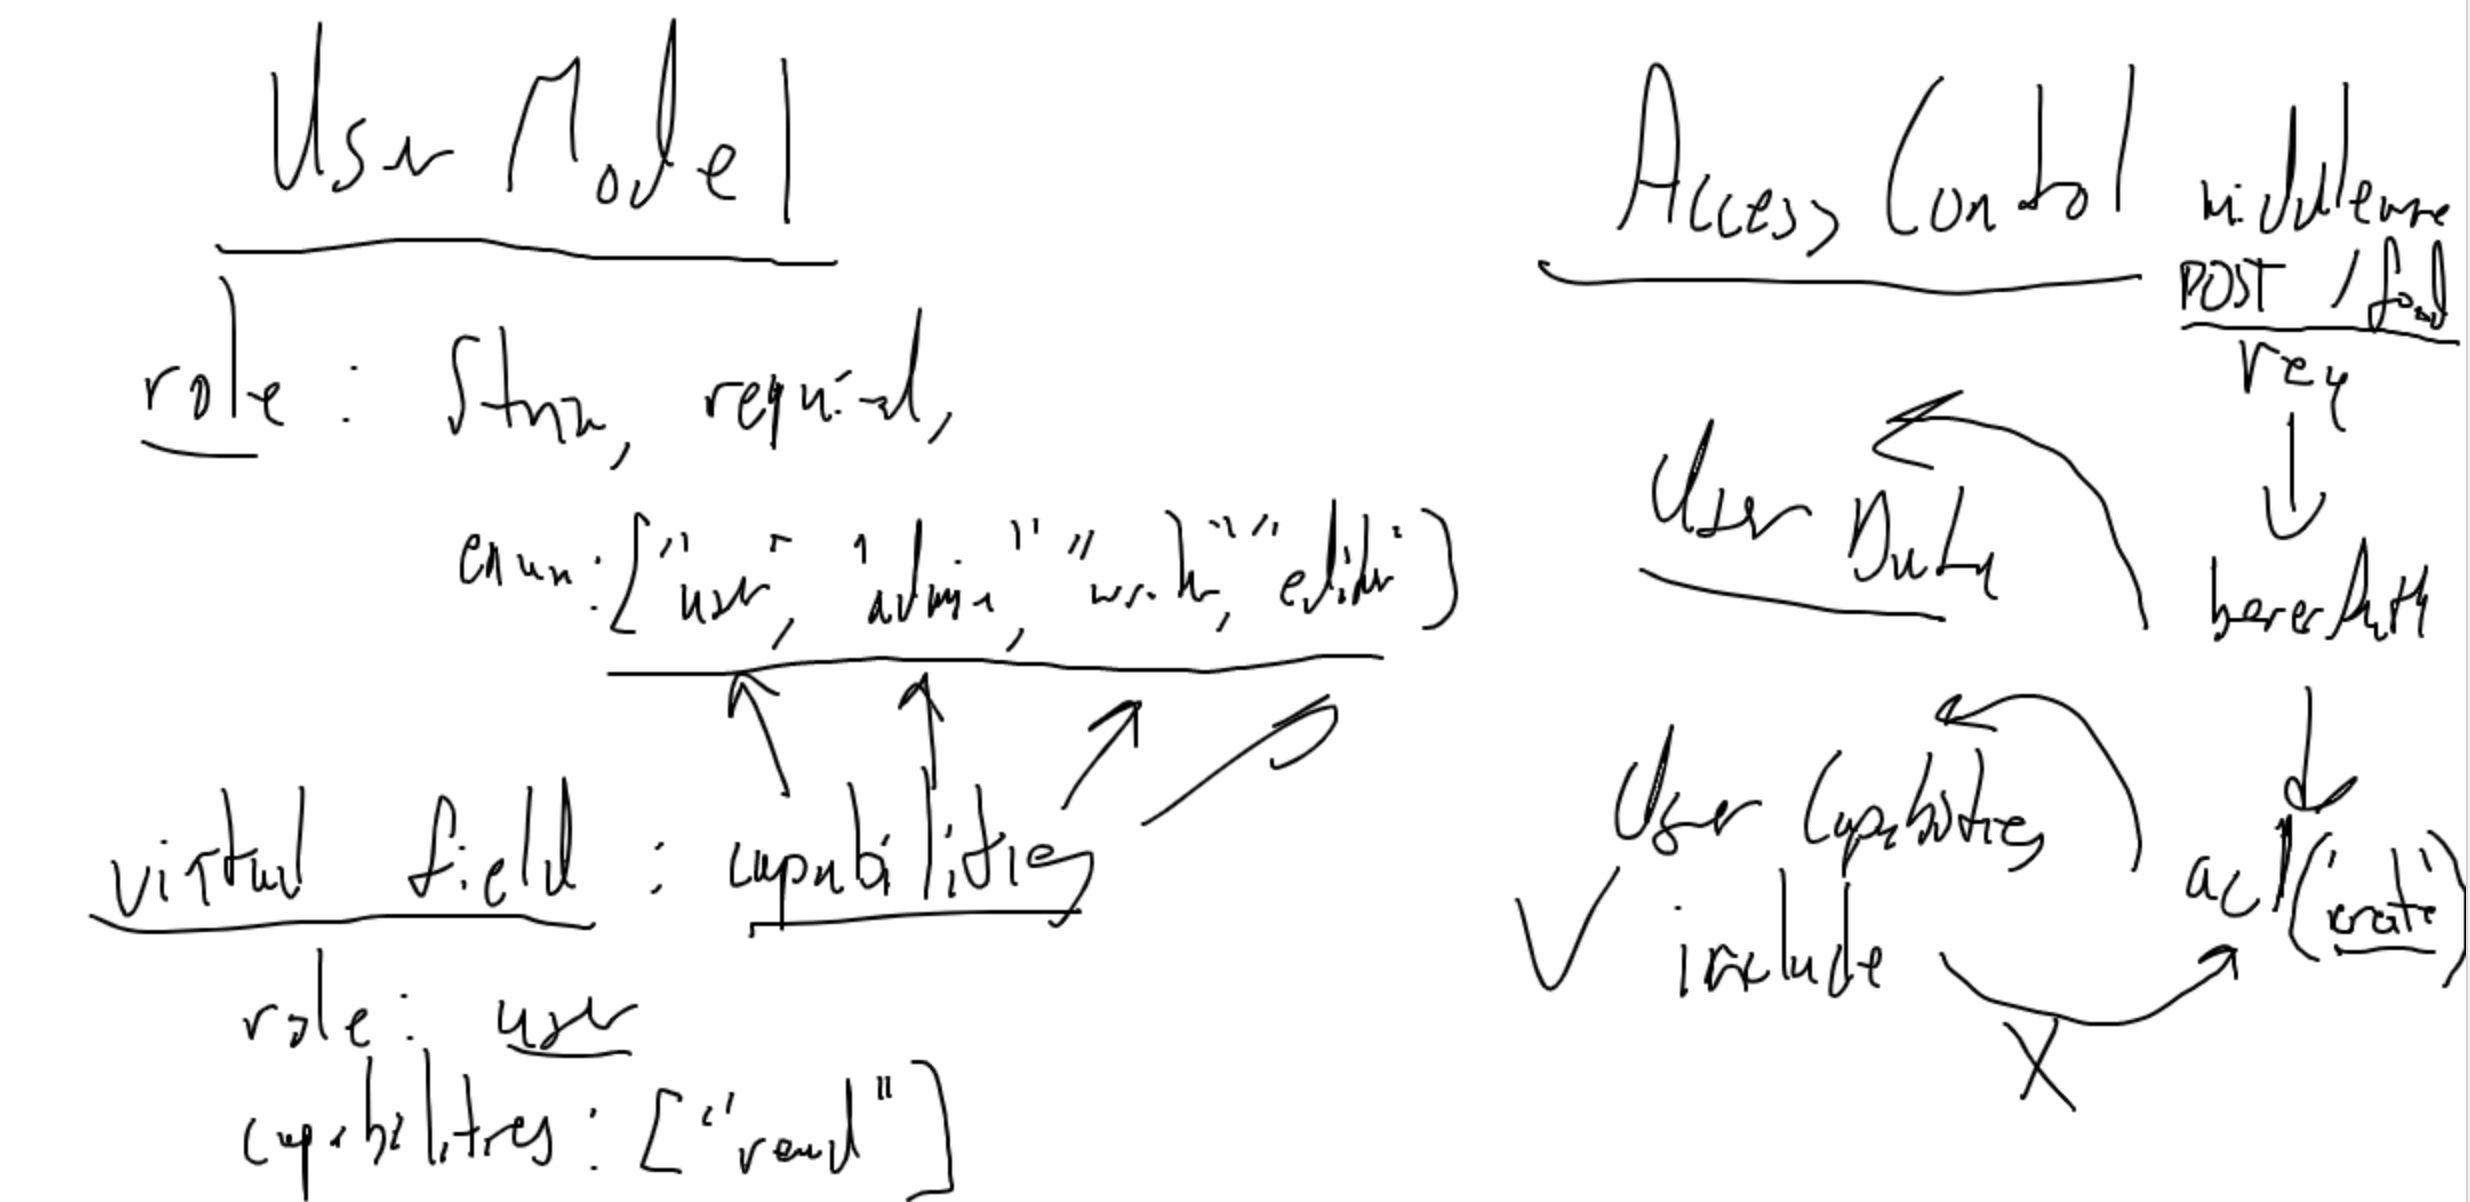 User Model
role : String, required,
enum: ["user", "admin", "writer", "editor"]
virtual field : capabilities
role: user
capabilities: ["read"]
Access Control middleware
POST /food
req
User Data
bererAuth
User Capabilities
acl("create")
include